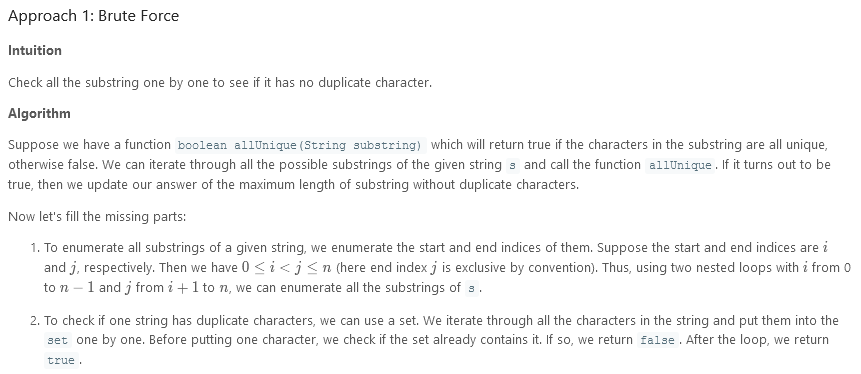 Approach 1: Brute Force
Intuition
Check all the substring one by one to see if it has no duplicate character.
Algorithm
Suppose we have a function boolean allUnique(String substring) which will return true if the characters in the substring are all unique,
otherwise false. We can iterate through all the possible substrings of the given string s and call the function allUnique. If it turns out to be
true, then we update our answer of the maximum length of substring without duplicate characters.
Now let's fill the missing parts:
1. To enumerate all substrings of a given string, we enumerate the start and end indices of them. Suppose the start and end indices are i
and j, respectively. Then we have 0 ≤ i < j ≤ n (here end index j is exclusive by convention). Thus, using two nested loops with i from 0
to n − 1 and j from i + 1 to n, we can enumerate all the substrings of s.
2. To check if one string has duplicate characters, we can use a set. We iterate through all the characters in the string and put them into the
set one by one. Before putting one character, we check if the set already contains it. If so, we return false. After the loop, we return
true.